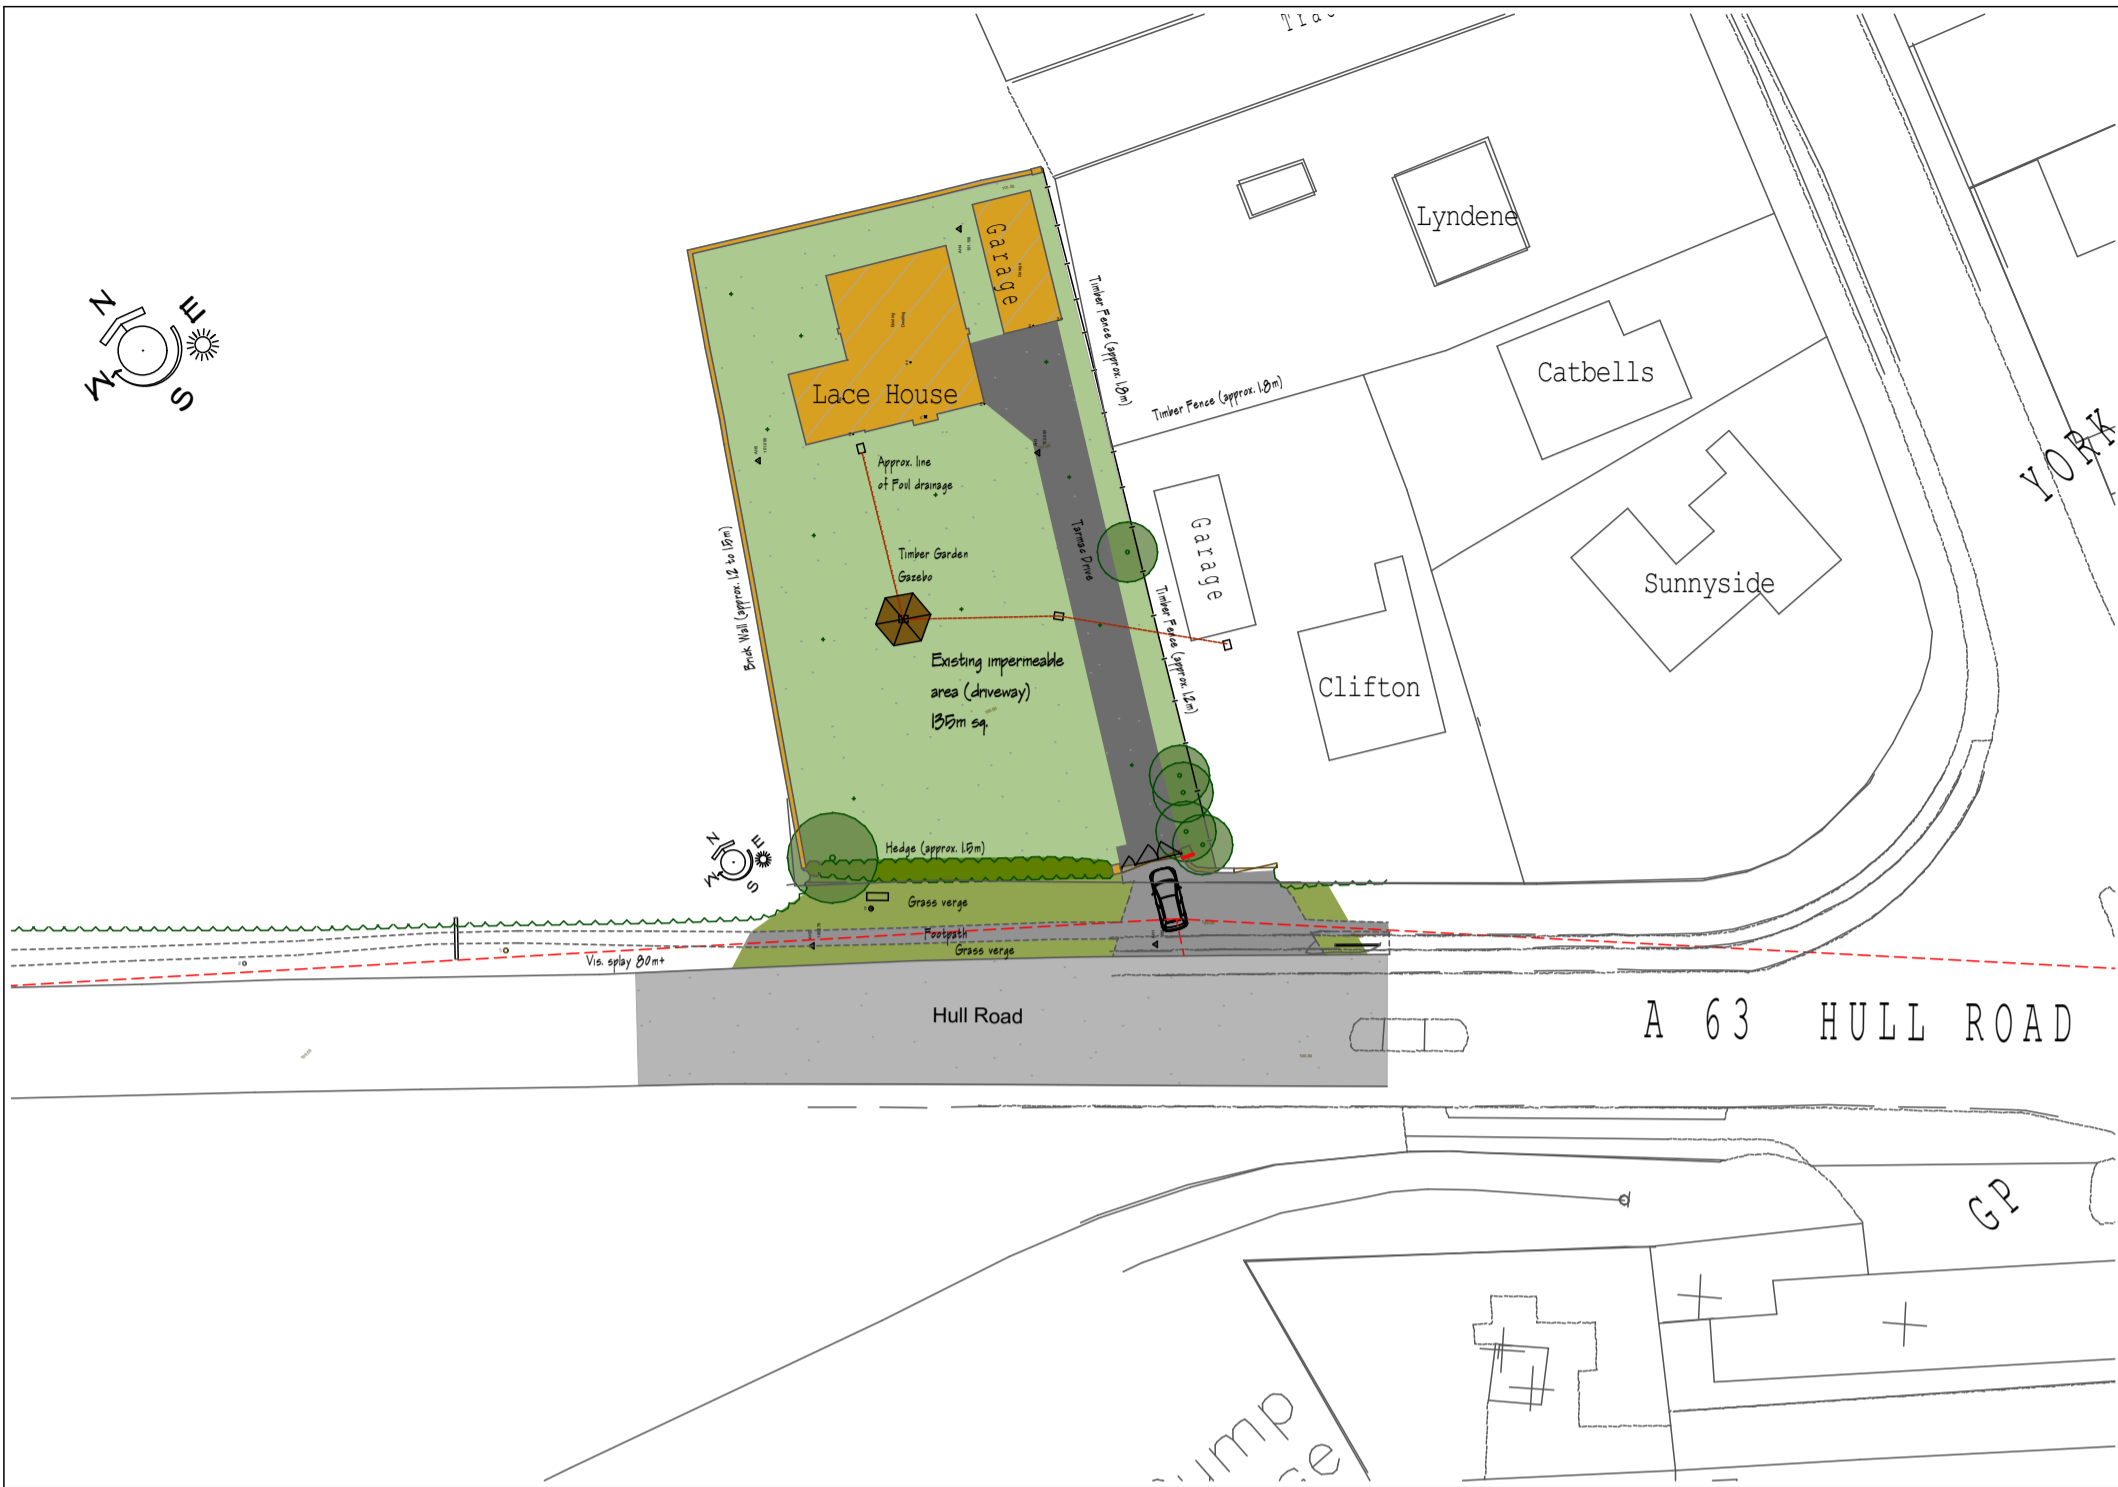 Lyndene
Garage
Timber Fence (approx. 1.8m)
N
E
W
S
Catbells
Timber Fence (approx. 1.8m)
Lace House
YORK
Approx. line
of Foul drainage
Garage
Tarmac Drive
Timber Garden
Gazebo
Sunnyside
Brick Wall (approx. 1.2 to 1.5m)
Timber Fence (approx. 1.2m)
Existing impermeable
area (driveway)
135m sq.
Clifton
Hedge (approx. 1.5m)
N
E
W
S
Grass verge
Footpath
Grass verge
Vis. splay 80m+
Hull Road
A 63 HULL ROAD
GP